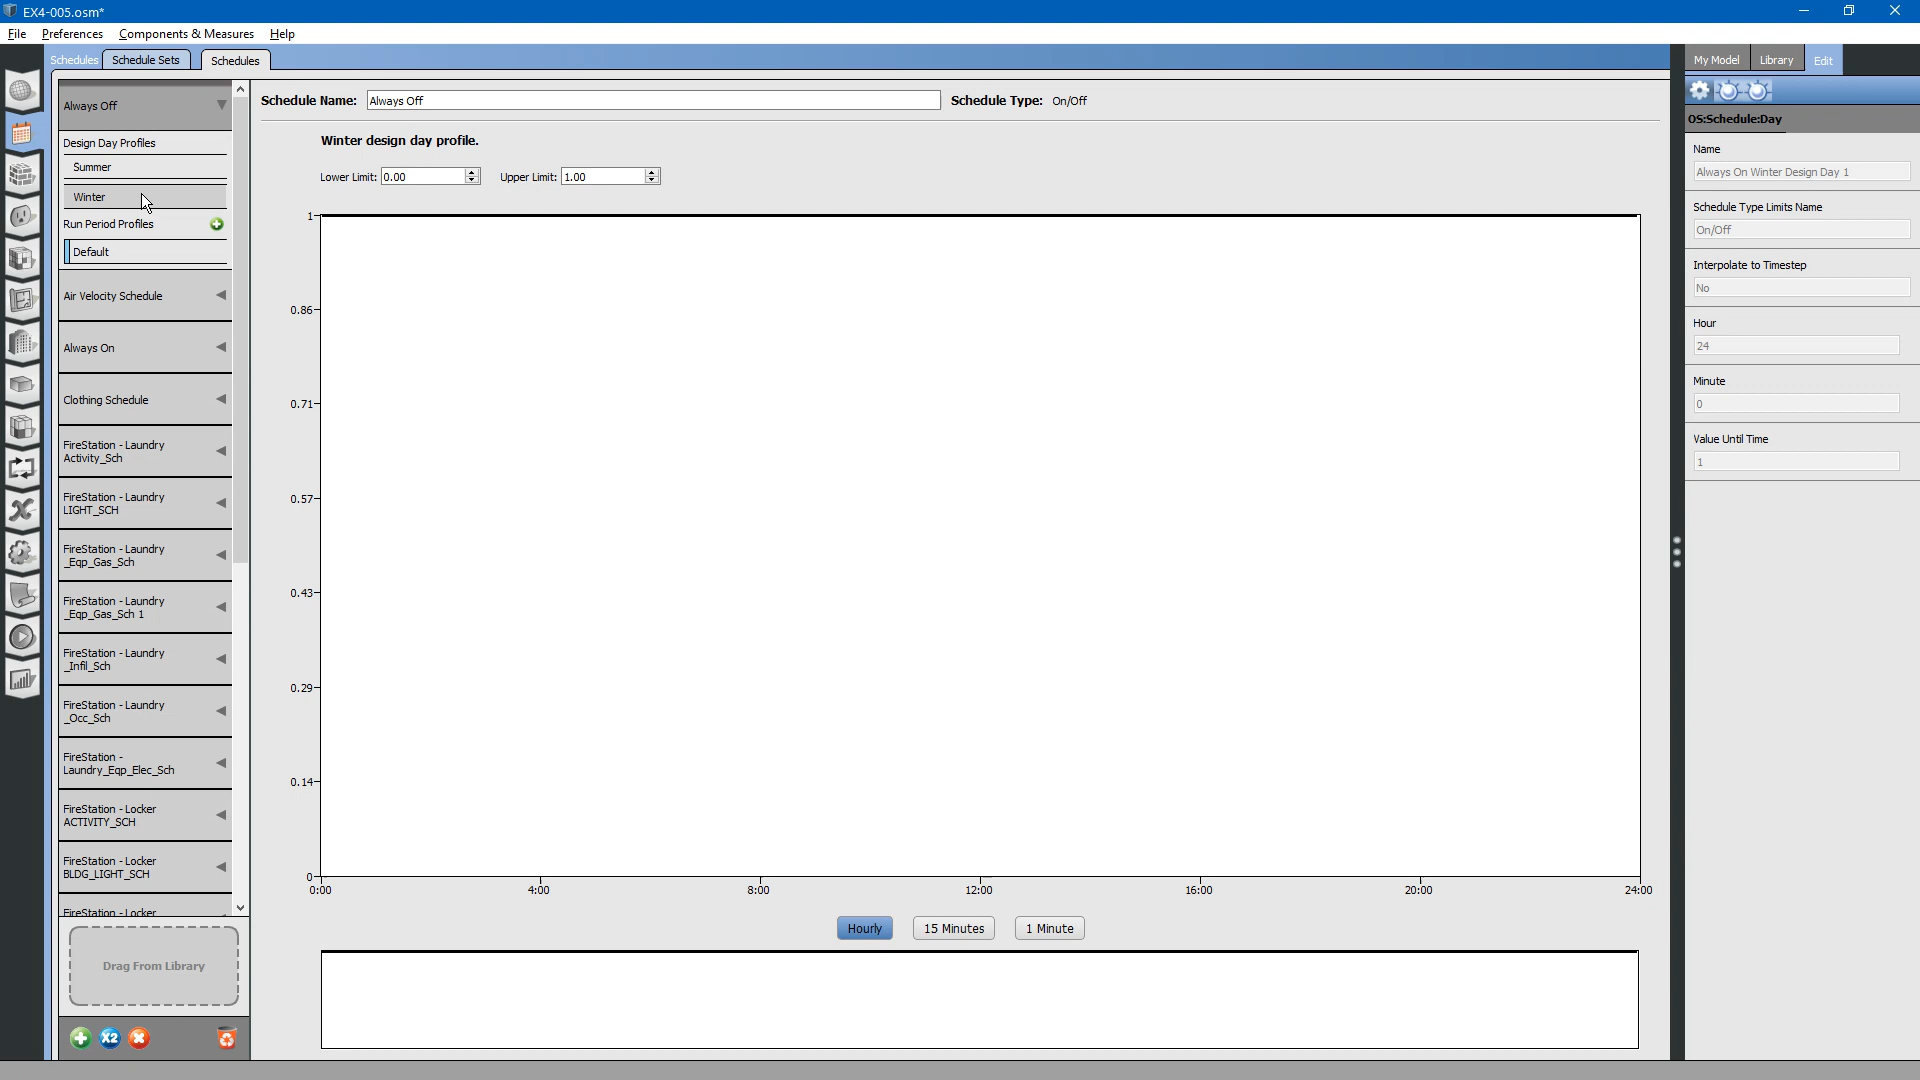 EX4-005.osm*
File Preferences Components & Measures Help
Schedules Schedule Sets Schedules
My Model Library Edit
Always Off
Design Day Profiles
Summer
Winter
Run Period Profiles
Default
Air Velocity Schedule
Always On
Clothing Schedule
FireStation - Laundry
Activity_Sch
FireStation - Laundry
LIGHT_SCH
FireStation - Laundry
_Eqp_Gas_Sch
FireStation - Laundry
_Eqp_Gas_Sch 1
FireStation - Laundry
_Infil_Sch
FireStation - Laundry
_Occ_Sch
FireStation -
Laundry_Eqp_Elec_Sch
FireStation - Locker
ACTIVITY_SCH
FireStation - Locker
BLDG_LIGHT_SCH
FireStation - Locker
Drag From Library
X2
Schedule Name: Always Off Schedule Type: On/Off
Winter design day profile.
Lower Limit: 0.00 Upper Limit: 1.00
1
0.86
0.71
0.57
0.43
0.29
0.14
0
0:00 4:00 8:00 12:00 16:00 20:00 24:00
Hourly 15 Minutes 1 Minute
OS:Schedule:Day
Name
Always On Winter Design Day 1
Schedule Type Limits Name
On/Off
Interpolate to Timestep
No
Hour
24
Minute
0
Value Until Time
1